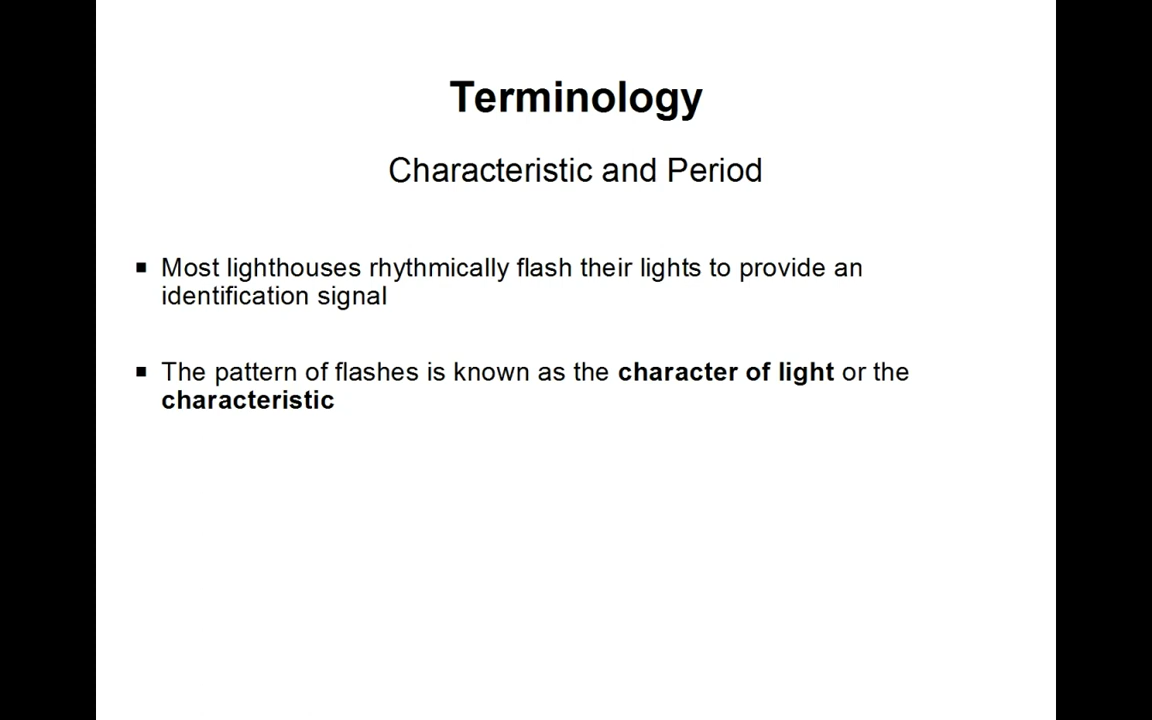 Terminology
Characteristic and Period
Most lighthouses rhythmically flash their lights to provide an
identification signal
The pattern of flashes is known as the character of light or the
characteristic